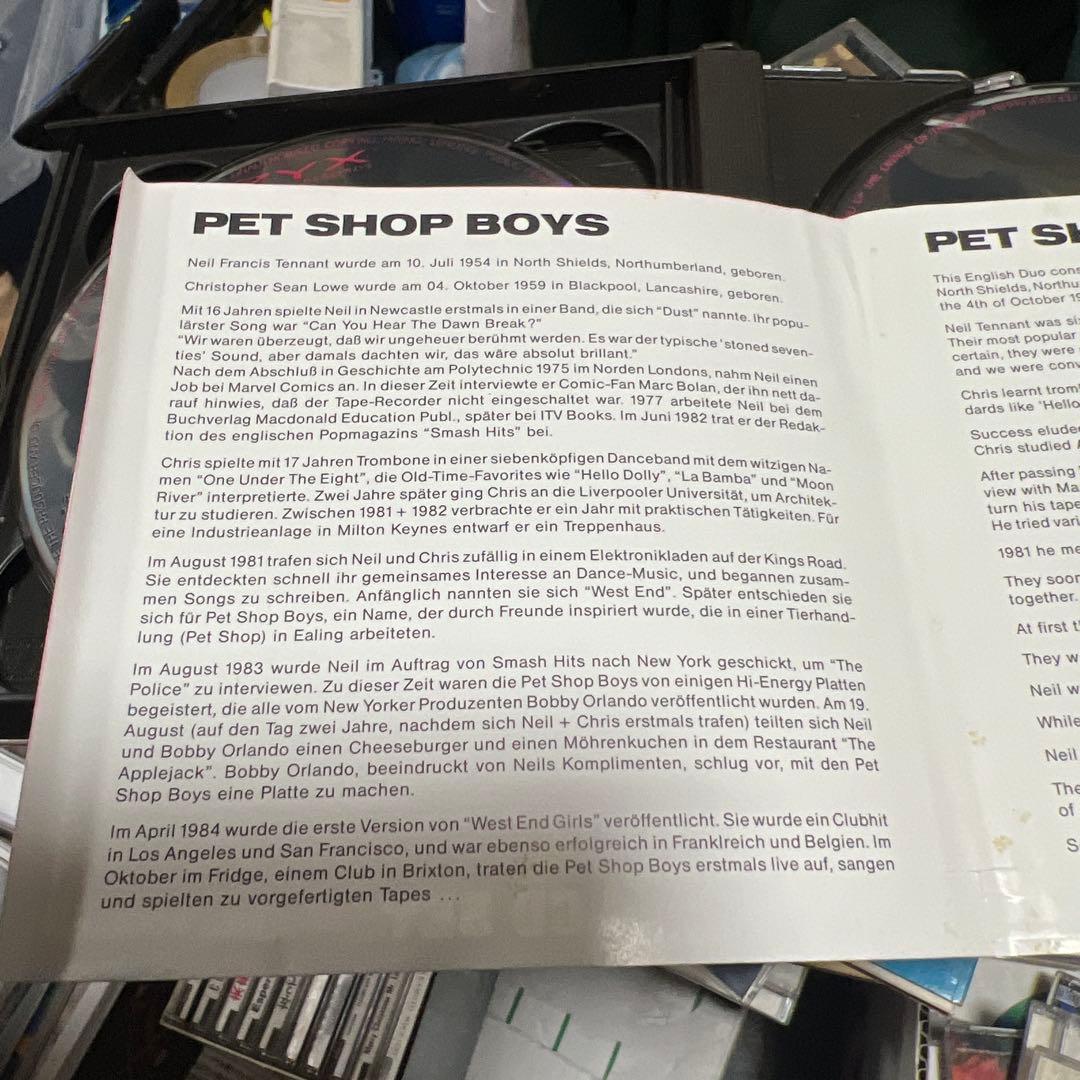 PET SHOP BOYS
Neil Francis Tennant wurde am 10. Juli 1954 in North Shields, Northumberland, geboren.
Christopher Sean Lowe wurde am 04. Oktober 1959 in Blackpool, Lancashire, geboren.
Mit 16 Jahren spielte Neil in Newcastle erstmals in einer Band, die sich “Dust” nannte. Ihr popu-
lärster Song war “Can You Hear The Dawn Break?”
“Wir waren überzeugt, daß wir ungeheuer berühmt werden. Es war der typische ‘stoned seven-
ties’ Sound, aber damals dachten wir, das wäre absolut brillant.”
Nach dem Abschluß in Geschichte am Polytechnic 1975 im Norden Londons, nahm Neil einen
Job bei Marvel Comics an. In dieser Zeit interviewte er Comic-Fan Marc Bolan, der ihn nett da-
rauf hinwies, daß der Tape-Recorder nicht eingeschaltet war. 1977 arbeitete Neil bei dem
Buchverlag Macdonald Education Publ., später bei ITV Books. Im Juni 1982 trat er der Redak-
tion des englischen Popmagazins “Smash Hits” bei.
Chris spielte mit 17 Jahren Trombone in einer siebenköpfigen Danceband mit dem witzigen Na-
men “One Under The Eight”, die Old-Time-Favorites wie “Hello Dolly”, “La Bamba” und “Moon
River” interpretierte. Zwei Jahre später ging Chris an die Liverpooler Universität, um Architek-
tur zu studieren. Zwischen 1981 + 1982 verbrachte er ein Jahr mit praktischen Tätigkeiten. Für
eine Industrieanlage in Milton Keynes entwarf er ein Treppenhaus.
Im August 1981 trafen sich Neil und Chris zufällig in einem Elektronikladen auf der Kings Road.
Sie entdeckten schnell ihr gemeinsames Interesse an Dance-Music, und begannen zusam-
men Songs zu schreiben. Anfänglich nannten sie sich “West End”. Später entschieden sie
sich für Pet Shop Boys, ein Name, der durch Freunde inspiriert wurde, die in einer Tierhand-
lung (Pet Shop) in Ealing arbeiteten.
Im August 1983 wurde Neil im Auftrag von Smash Hits nach New York geschickt, um “The
Police” zu interviewen. Zu dieser Zeit waren die Pet Shop Boys von einigen Hi-Energy Platten
begeistert, die alle vom New Yorker Produzenten Bobby Orlando veröffentlicht wurden. Am 19.
August (auf den Tag zwei Jahre, nachdem sich Neil + Chris erstmals trafen) teilten sich Neil
und Bobby Orlando einen Cheeseburger und einen Möhrenkuchen in dem Restaurant “The
Applejack”. Bobby Orlando, beeindruckt von Neils Komplimenten, schlug vor, mit den Pet
Shop Boys eine Platte zu machen.
Im April 1984 wurde die erste Version von “West End Girls” veröffentlicht. Sie wurde ein Clubhit
in Los Angeles und San Francisco, und war ebenso erfolgreich in Franklreich und Belgien. Im
Oktober im Fridge, einem Club in Brixton, traten die Pet Shop Boys erstmals live auf, sangen
und spielten zu vorgefertigten Tapes ...
PET SH
This English Duo cons
North Shields, Northu
the 4th of October 19
Neil Tennant was six
Their most popular
certain, they were
and we were conv
Chris learnt trom
dards like “Hello
Success elude
Chris studied A
After passing
view with Ma
turn his tape
He tried vari
1981 he me
They soon
together.
At first t
They w
Neil w
While
Neil
The
of
S